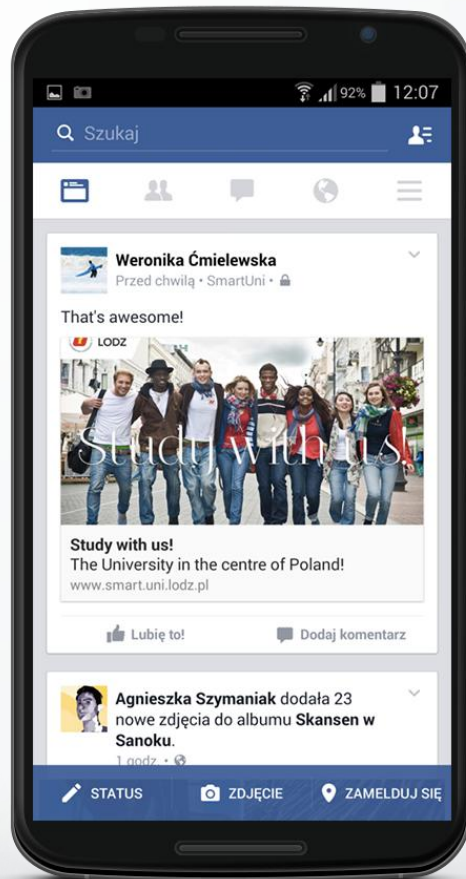 92% 12:07
Szukaj
Weronika Ćmielewska
Przed chwilą • SmartUni •
That's awesome!
LODZ
Study with us.
Study with us!
The University in the centre of Poland!
www.smart.uni.lodz.pl
Lubię to! Dodaj komentarz
Agnieszka Szymaniak dodała 23
nowe zdjęcia do albumu Skansen w
Sanoku.
1 godz. •
STATUS ZDJĘCIE ZAMELDUJ SIĘ